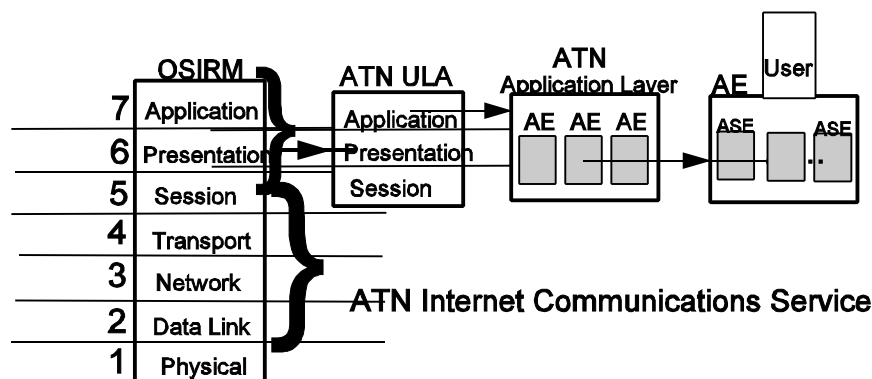 OSIRM
7 Application
6 Presentation
5 Session
4 Transport
3 Network
2 Data Link
1 Physical
ATN ULA
Application
Presentation
Session
ATN
Application Layer
AE AE AE
AE
User
ASE .. ASE
ATN Internet Communications Service